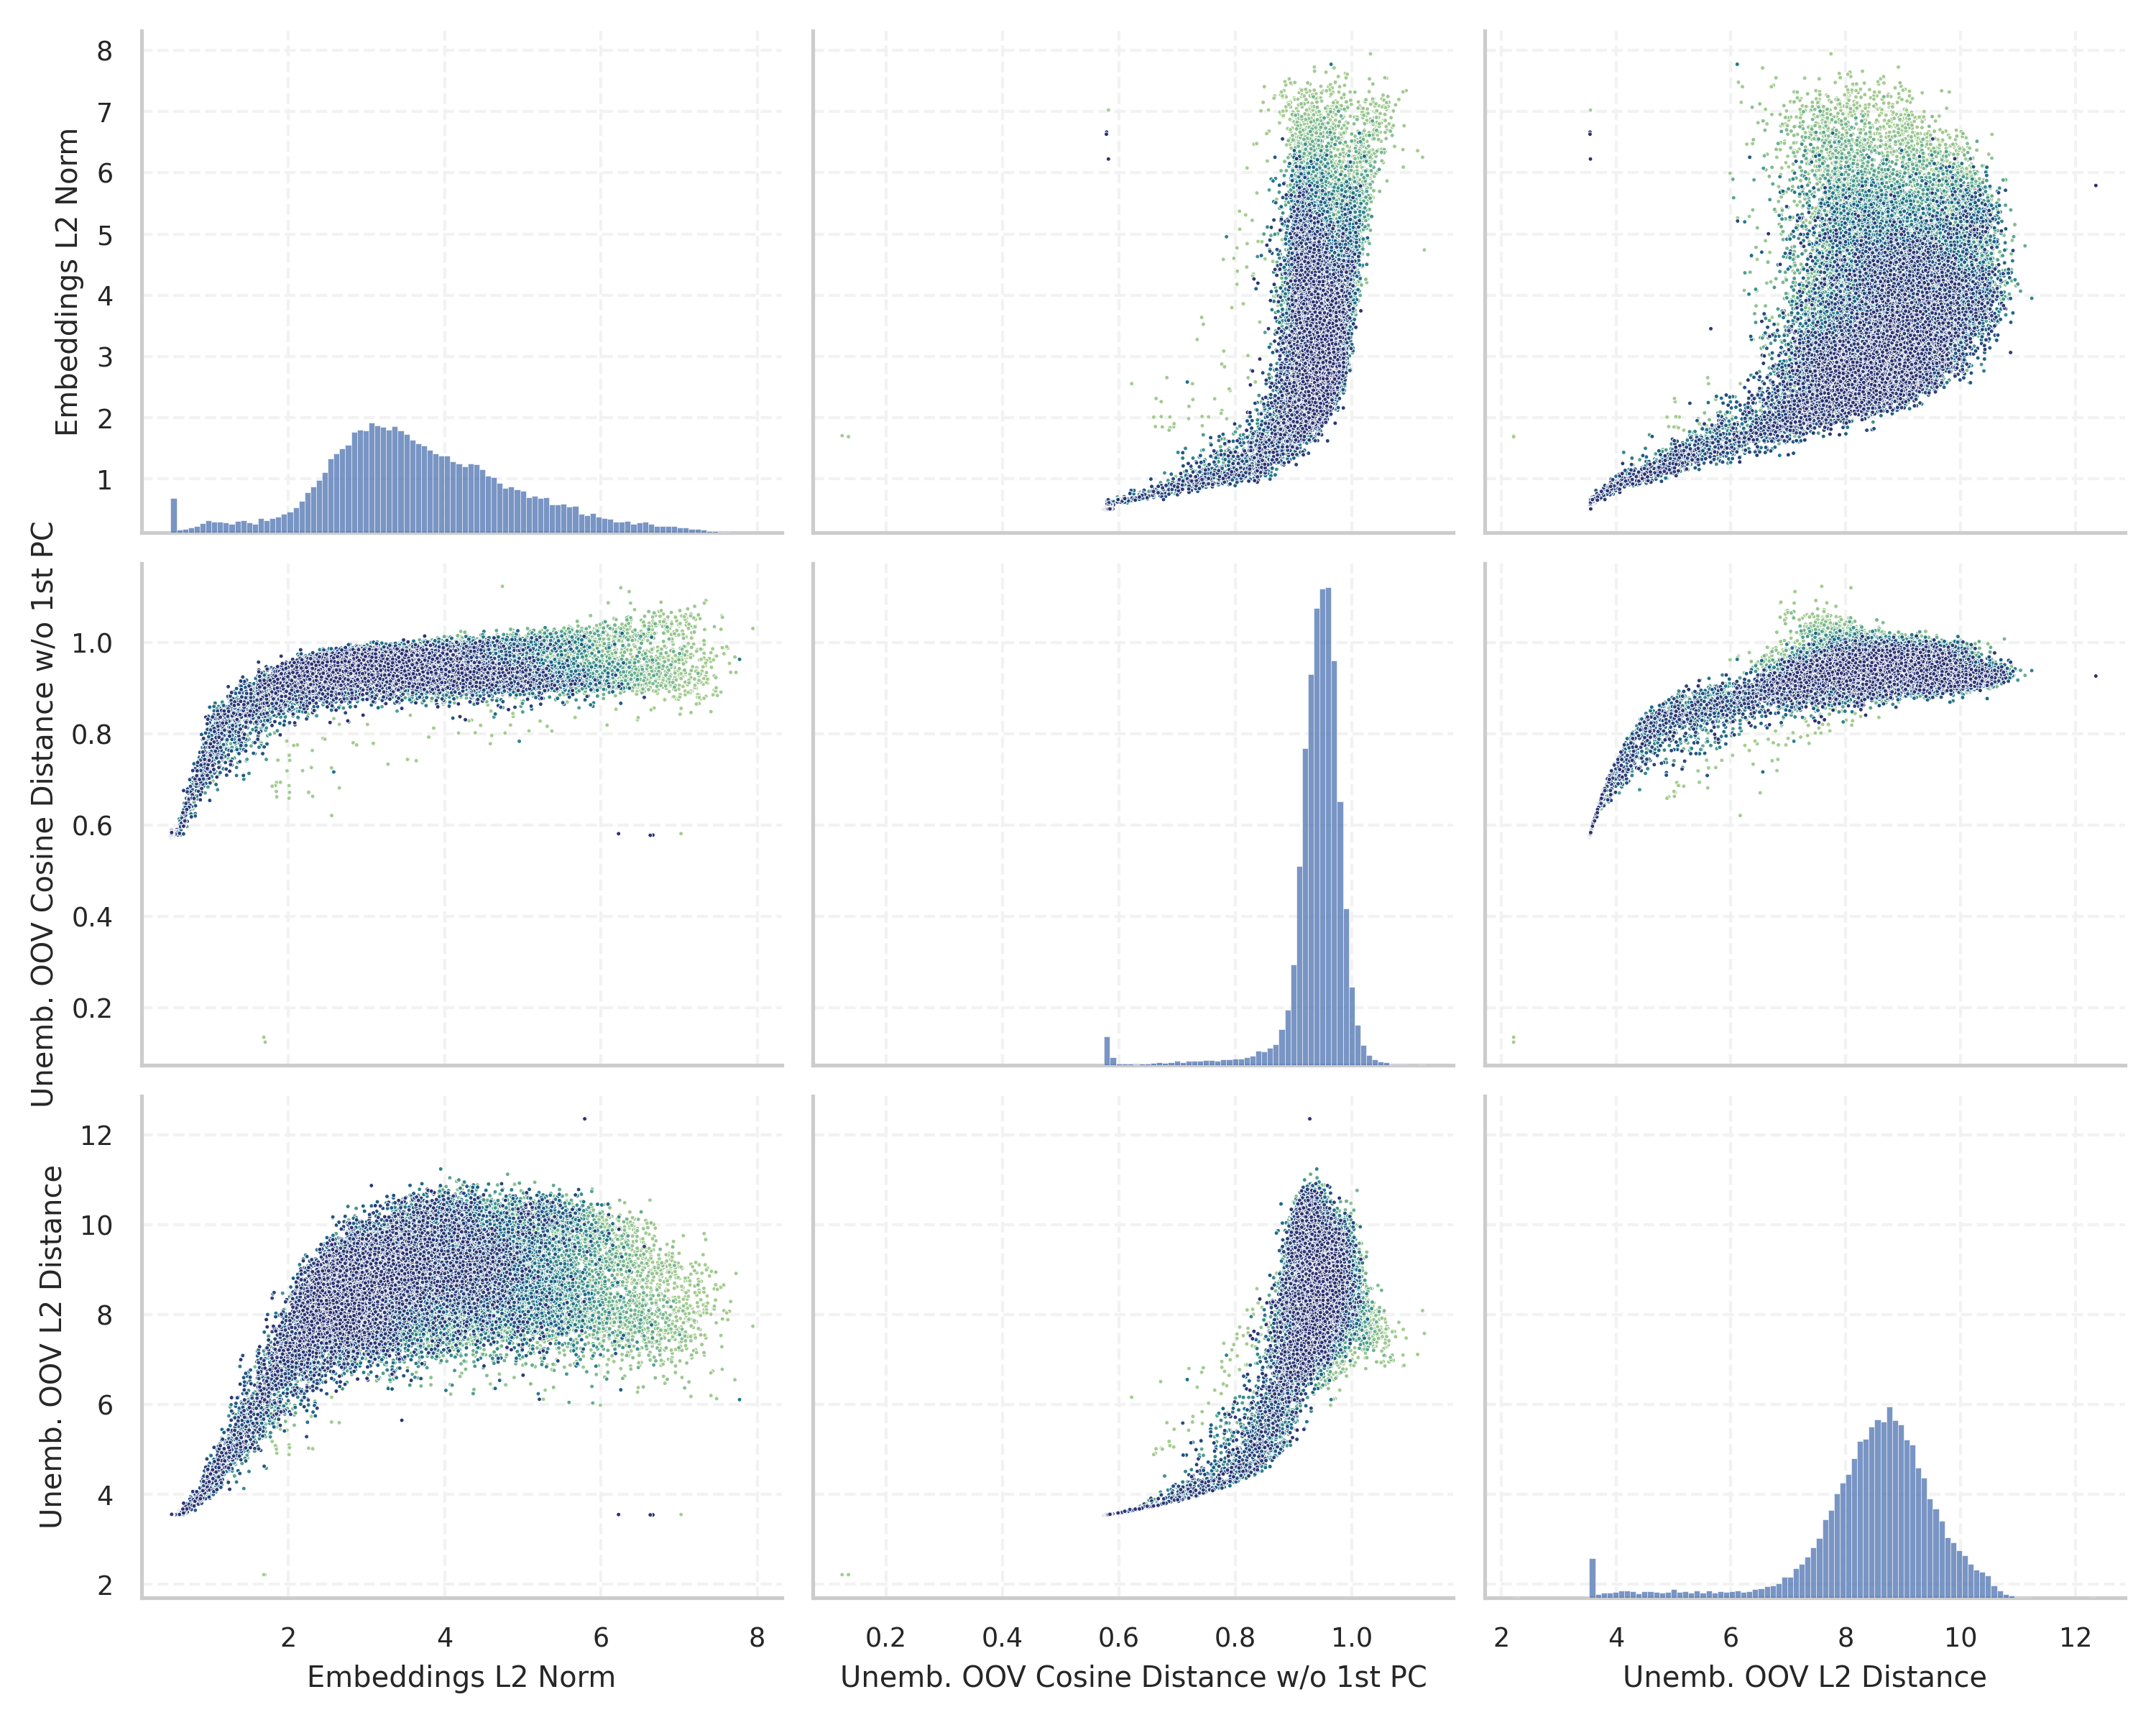 8
7
6
5
4
3
2
1
Embeddings L2 Norm
1.0
0.8
0.6
0.4
0.2
Unemb. OOV Cosine Distance w/o 1st PC
12
10
8
6
4
2
Unemb. OOV L2 Distance
2 4 6 8
0.2 0.4 0.6 0.8 1.0
2 4 6 8 10 12
Embeddings L2 Norm
Unemb. OOV Cosine Distance w/o 1st PC
Unemb. OOV L2 Distance